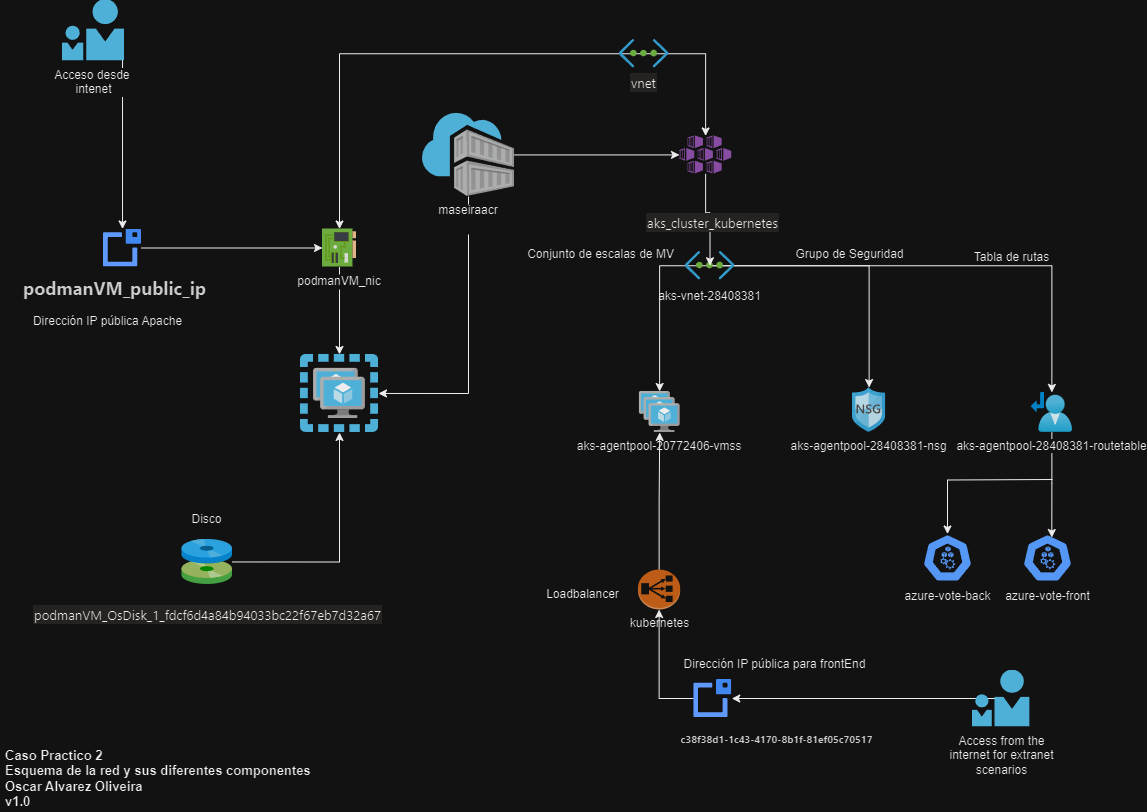 Acceso desde
intenet
vnet
maseiraacr
aks_cluster_kubernetes
Conjunto de escalas de MV
Grupo de Seguridad
Tabla de rutas
podmanVM_public_ip
podmanVM_nic
aks-vnet-28408381
Dirección IP pública Apache
NSG
aks-agentpool-20772406-vmss
aks-agentpool-28408381-nsg
aks-agentpool-28408381-routetable
Disco
podmanVM_OsDisk_1_fdcf6d4a84b94033bc22f67eb7d32a67
Loadbalancer
azure-vote-back
azure-vote-front
kubernetes
Dirección IP pública para frontEnd
c38f38d1-1c43-4170-8b1f-81ef05c70517
Access from the
internet for extranet
scenarios
Caso Practico 2
Esquema de la red y sus diferentes componentes
Oscar Alvarez Oliveira
v1.0